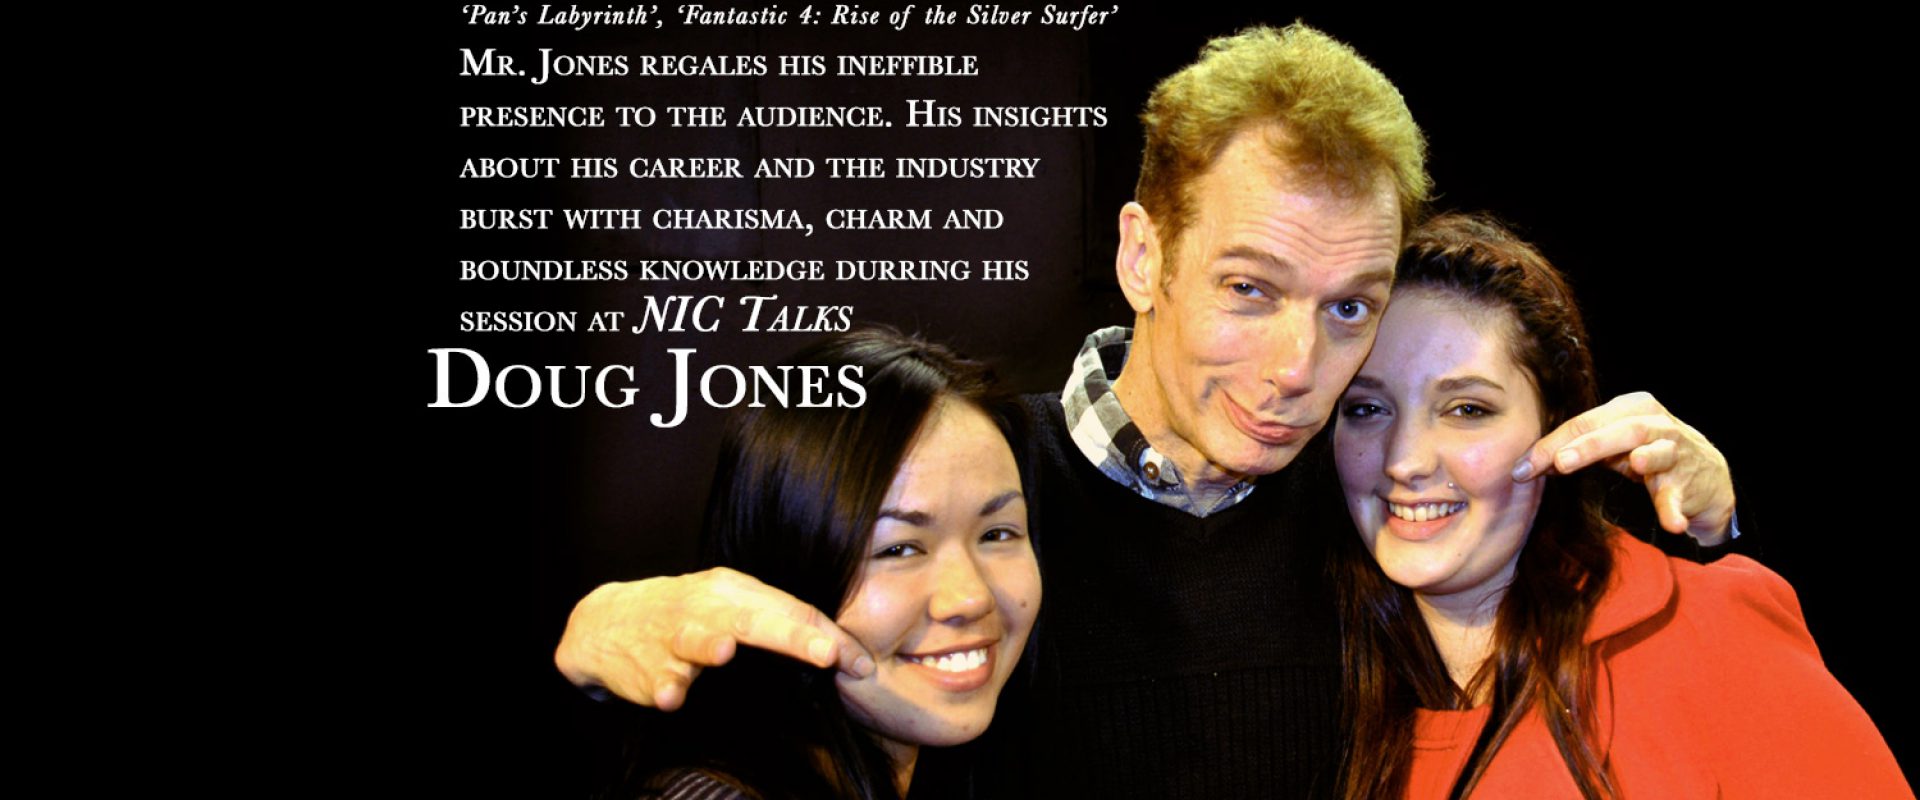 ‘Pan’s Labyrinth’, ‘Fantastic 4: Rise of the Silver Surfer’
Mr. Jones regales his ineffible
presence to the audience. His insights
about his career and the industry
burst with charisma, charm and
boundless knowledge durring his
session at NIC Talks
Doug Jones